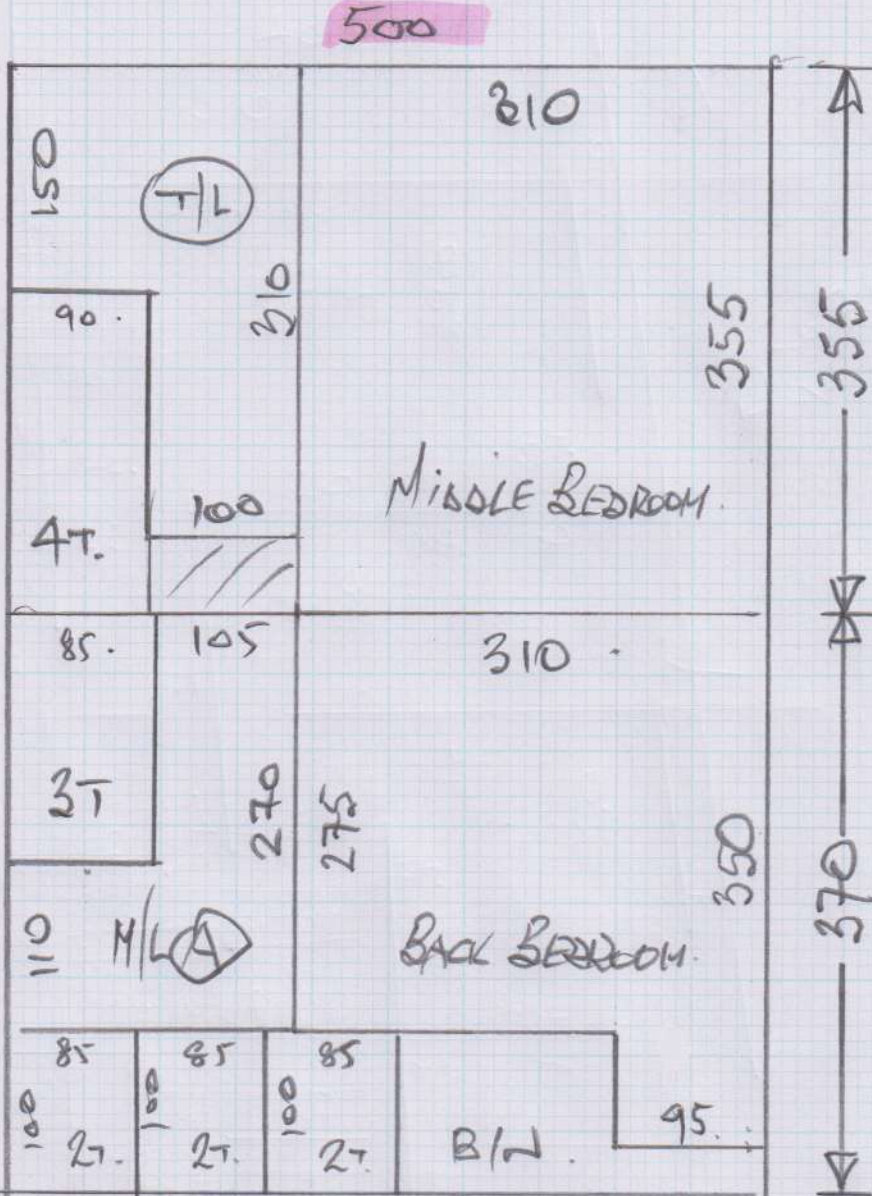 500
310
150
T/L
310
90.
355
355
MIDDLE BEDROOM.
100
4T.
85.
105
310
3T
270
275
350
370
110
M/L A
BACK BEDROOM.
85
85
85
100
100
100
2T.
2T.
2T.
B/W.
95.